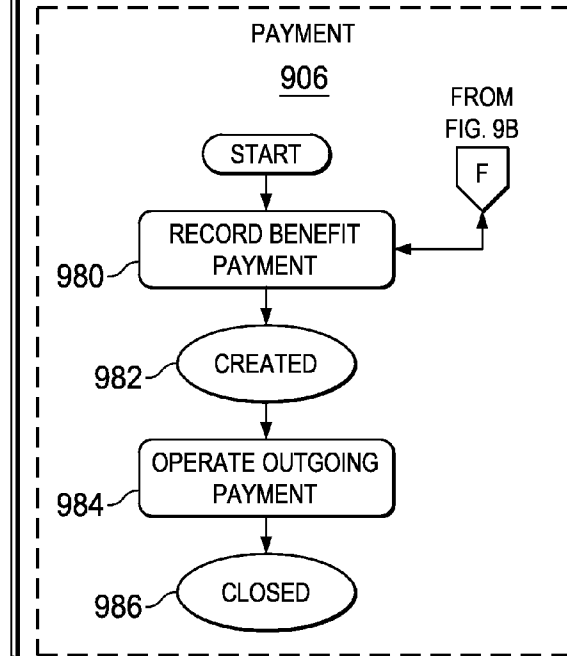 PAYMENT
906
FROM
FIG. 9B
F
START
RECORD BENEFIT
PAYMENT
980
CREATED
982
OPERATE OUTGOING
PAYMENT
984
CLOSED
986